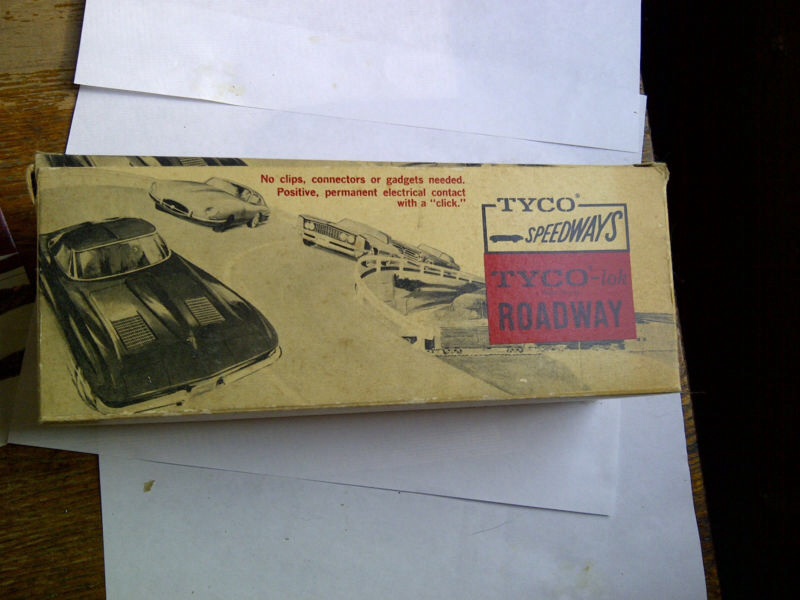 No clips, connectors or gadgets needed.
Positive, permanent electrical contact
with a "click."
TYCO®
SPEEDWAYS
TYCO-lok
ROADWAY